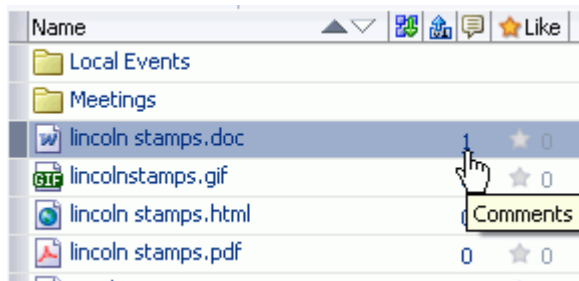 Name Like
Local Events
Meetings
lincoln stamps.doc 1 0
GIF lincolnstamps.gif 0
lincoln stamps.html Comments
lincoln stamps.pdf 0 0